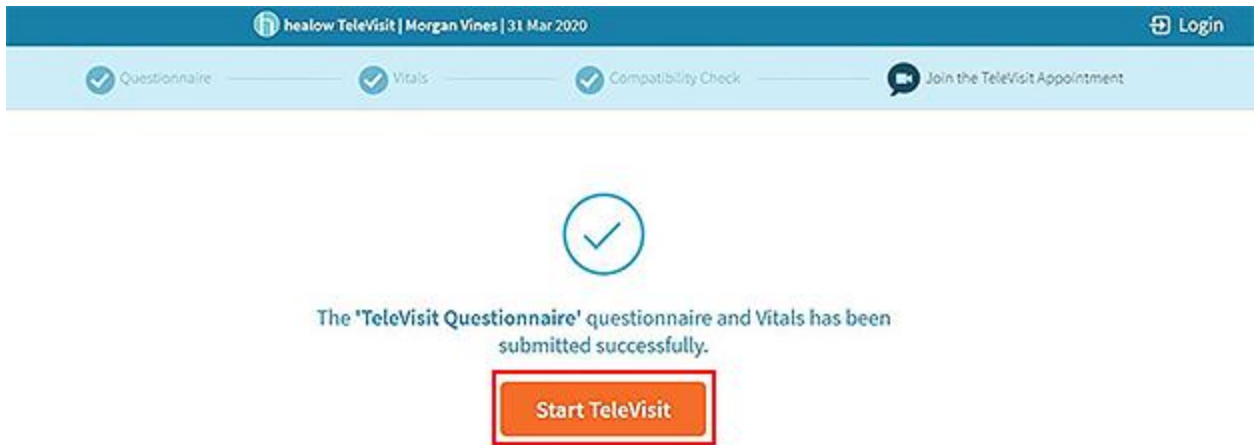 healow TeleVisit | Morgan Vines | 31 Mar 2020
Login
Questionnaire
Vitals
Compatibility Check
Join the TeleVisit Appointment
The 'TeleVisit Questionnaire' questionnaire and Vitals has been
submitted successfully.
Start TeleVisit